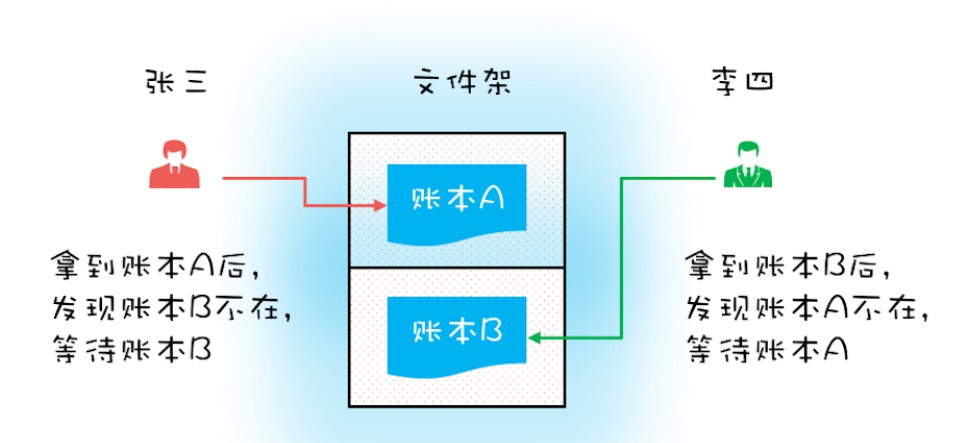 张三
文件架
李四
账本A
账本B
拿到账本A后，
发现账本B不在，
等待账本B
拿到账本B后，
发现账本A不在，
等待账本A